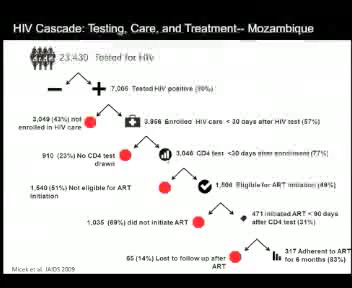 HIV Cascade: Testing, Care, and Treatment-- Mozambique
23,430 Tested for HIV
7,005 Tested HIV positive (30%)
3,049 (43%) not
enrolled in HIV care
3,956 Enrolled HIV care < 30 days after HIV test (57%)
910 (23%) No CD4 test
drawn
3,046 CD4 test <30 days after enrollment (77%)
1,540 (51%) Not eligible for ART
initiation
1,506 Eligible for ART initiation (49%)
1,035 (69%) did not initiate ART
471 initiated ART < 90 days
after CD4 test (31%)
65 (14%) Lost to follow up after
ART
317 Adherent to ART
for 6 months (83%)
Micek et al. JAIDS 2009